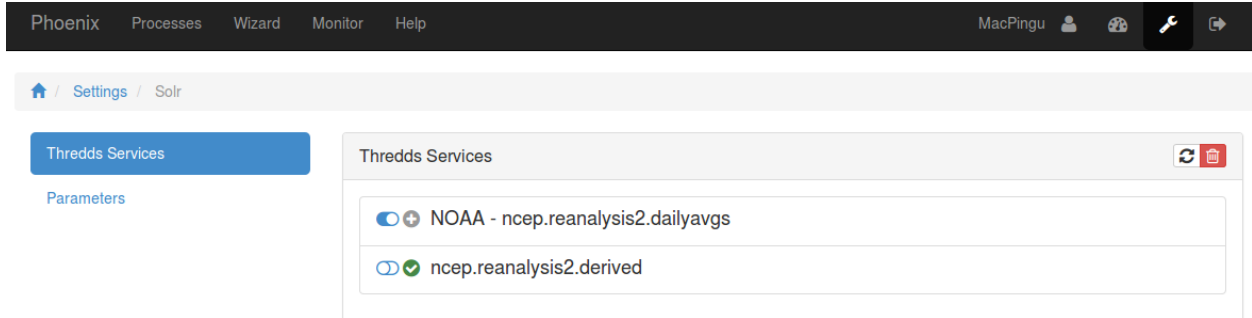 Phoenix Processes Wizard Monitor Help MacPingu
/ Settings / Solr
Thredds Services
Parameters
Thredds Services
NOAA - ncep.reanalysis2.dailyavgs
ncep.reanalysis2.derived